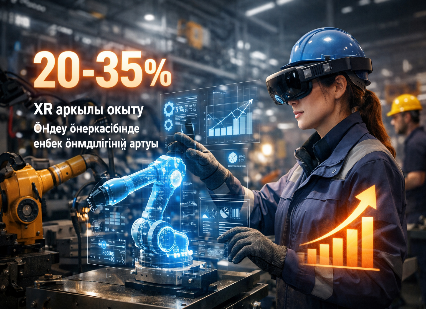 20-35%
XR арқылы оқыту
Өңдеу өнеркәсібінде
еңбек өнімділігінің артуы